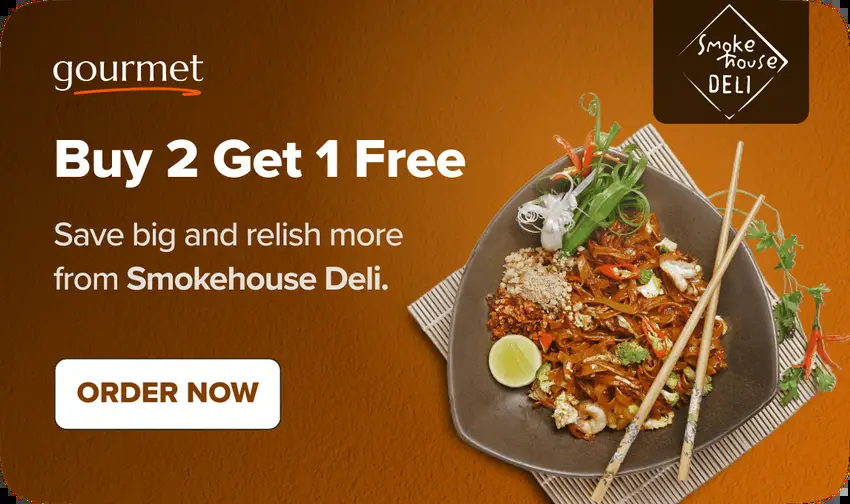 gourmet
Smoke
house
DELI
Buy 2 Get 1 Free
Save big and relish more
from Smokehouse Deli.
ORDER NOW